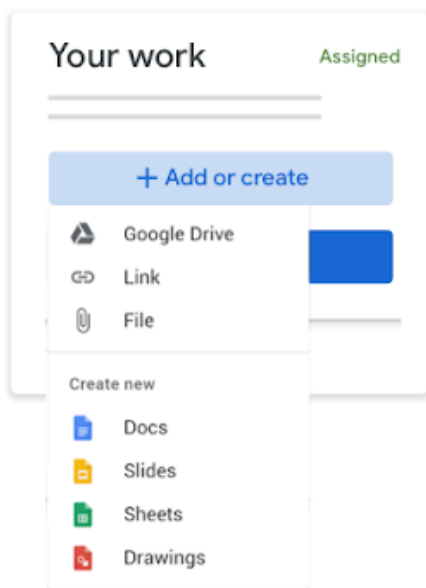 Your work
Assigned
+ Add or create
Google Drive
Link
File
Create new
Docs
Slides
Sheets
Drawings